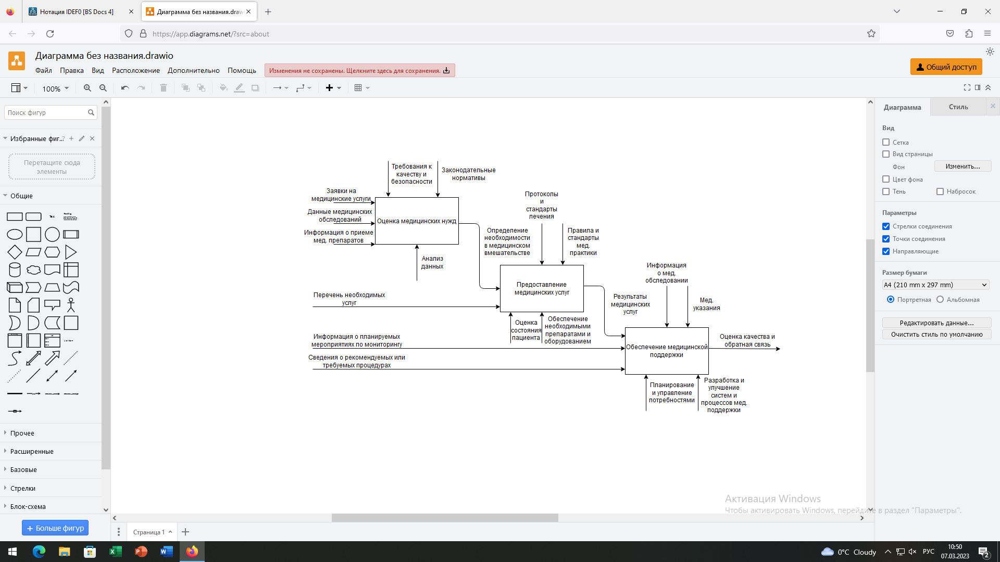 Нотация IDEF0 [BS Docs 4]
Диаграмма без названия.draw
https://app.diagrams.net/?src=about
Диаграмма без названия.drawio
Файл Правка Вид Расположение Дополнительно Помощь
Изменения не сохранены. Щелкните здесь для сохранения.
Общий доступ
100%
Поиск фигур
Избранные фиг...
?
Перетащите сюда
элементы
Общие
Text
Heading
Прочее
Расширенные
Базовые
Стрелки
Блок-схема
Больше фигур
Требования к
качеству и
безопасности
Законодательные
нормативы
Заявки на
медицинские услуги
Данные медицинских
обследований
Информация о приеме
мед. препаратов
Оценка медицинских нужд
Анализ
данных
Протоколы
и
стандарты
лечения
Определение
необходимости
в медицинском
вмешательстве
Правила и
стандарты
мед.
практики
Предоставление
медицинских услуг
Перечень необходимых
услуг
Оценка
состояния
пациента
Обеспечение
необходимыми
препаратами и
оборудованием
Информация
о мед.
обследовании
Результаты
медицинских
услуг
Мед.
указания
Информация о планируемых
мероприятиях по мониторингу
Сведения о рекомендуемых или
требуемых процедурах
Обеспечение медицинской
поддержки
Оценка качества и
обратная связь
Планирование
и управление
потребностями
Разработка и
улучшение
систем и
процессов мед.
поддержки
Диаграмма
Стиль
Вид
Сетка
Вид страницы
Фон
Изменить...
Цвет фона
Тень
Набросок
Параметры
Стрелки соединения
Точки соединения
Направляющие
Размер бумаги
A4 (210 mm x 297 mm)
Портретная
Альбомная
Редактировать данные...
Очистить стиль по умолчанию
Активация Windows
Чтобы активировать Windows, перейдите в раздел "Параметры".
Страница 1
0°C Cloudy
РУС
10:50
07.03.2023
2